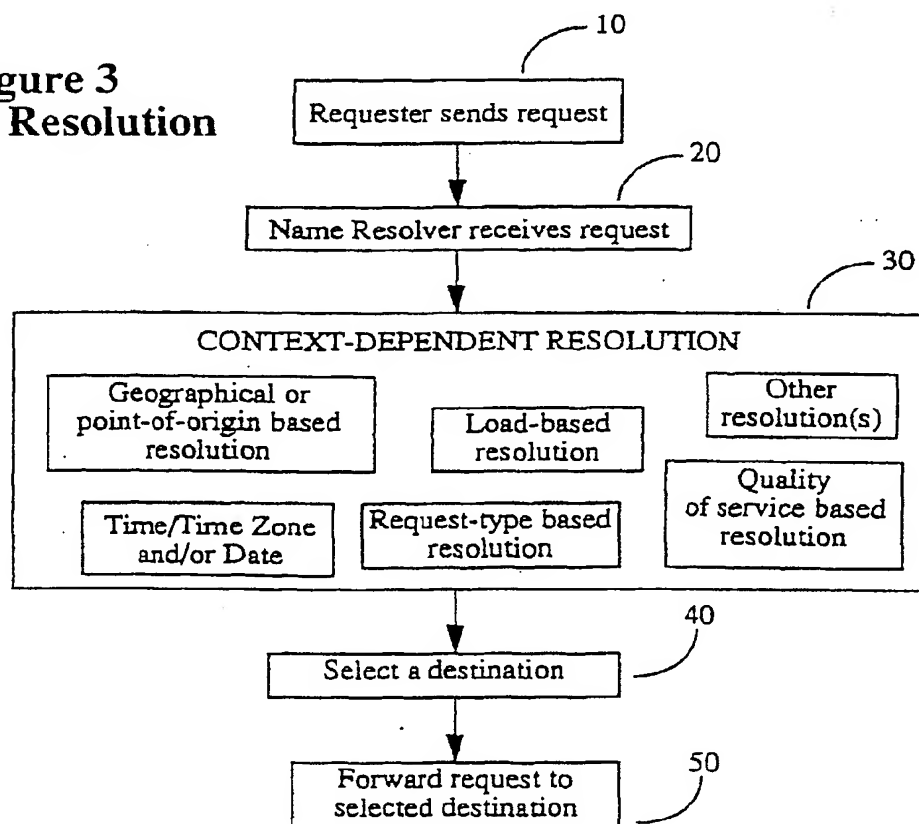 gure 3
Resolution
10
Requester sends request
20
Name Resolver receives request
30
CONTEXT-DEPENDENT RESOLUTION
Geographical or
point-of-origin based
resolution
Load-based
resolution
Other
resolution(s)
Time/Time Zone
and/or Date
Request-type based
resolution
Quality
of service based
resolution
40
Select a destination
50
Forward request to
selected destination